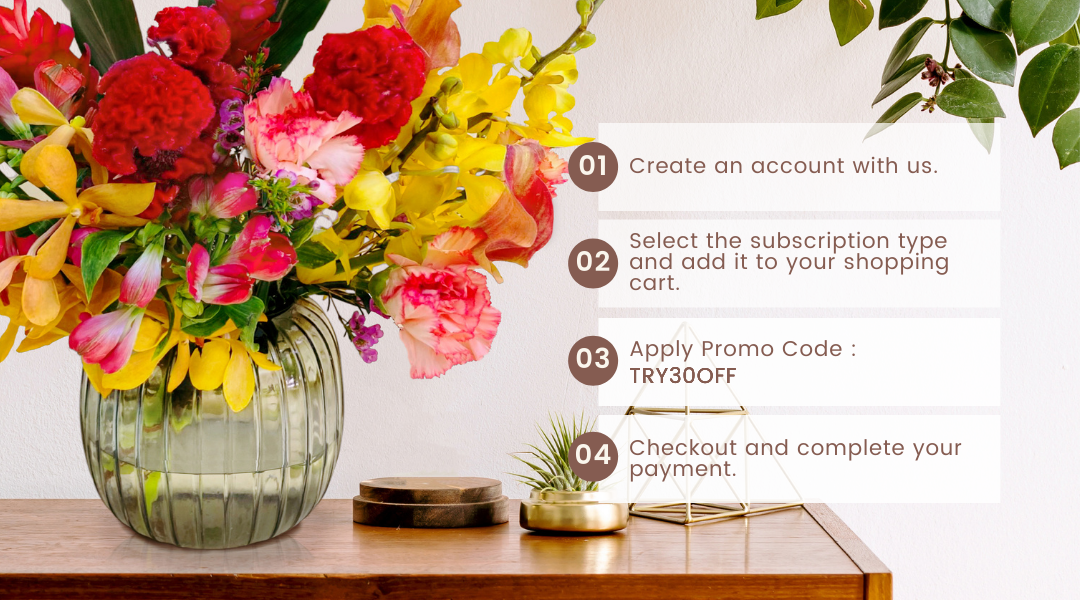 01 Create an account with us.
02 Select the subscription type
and add it to your shopping
cart.
03 Apply Promo Code :
TRY30OFF
04 Checkout and complete your
payment.